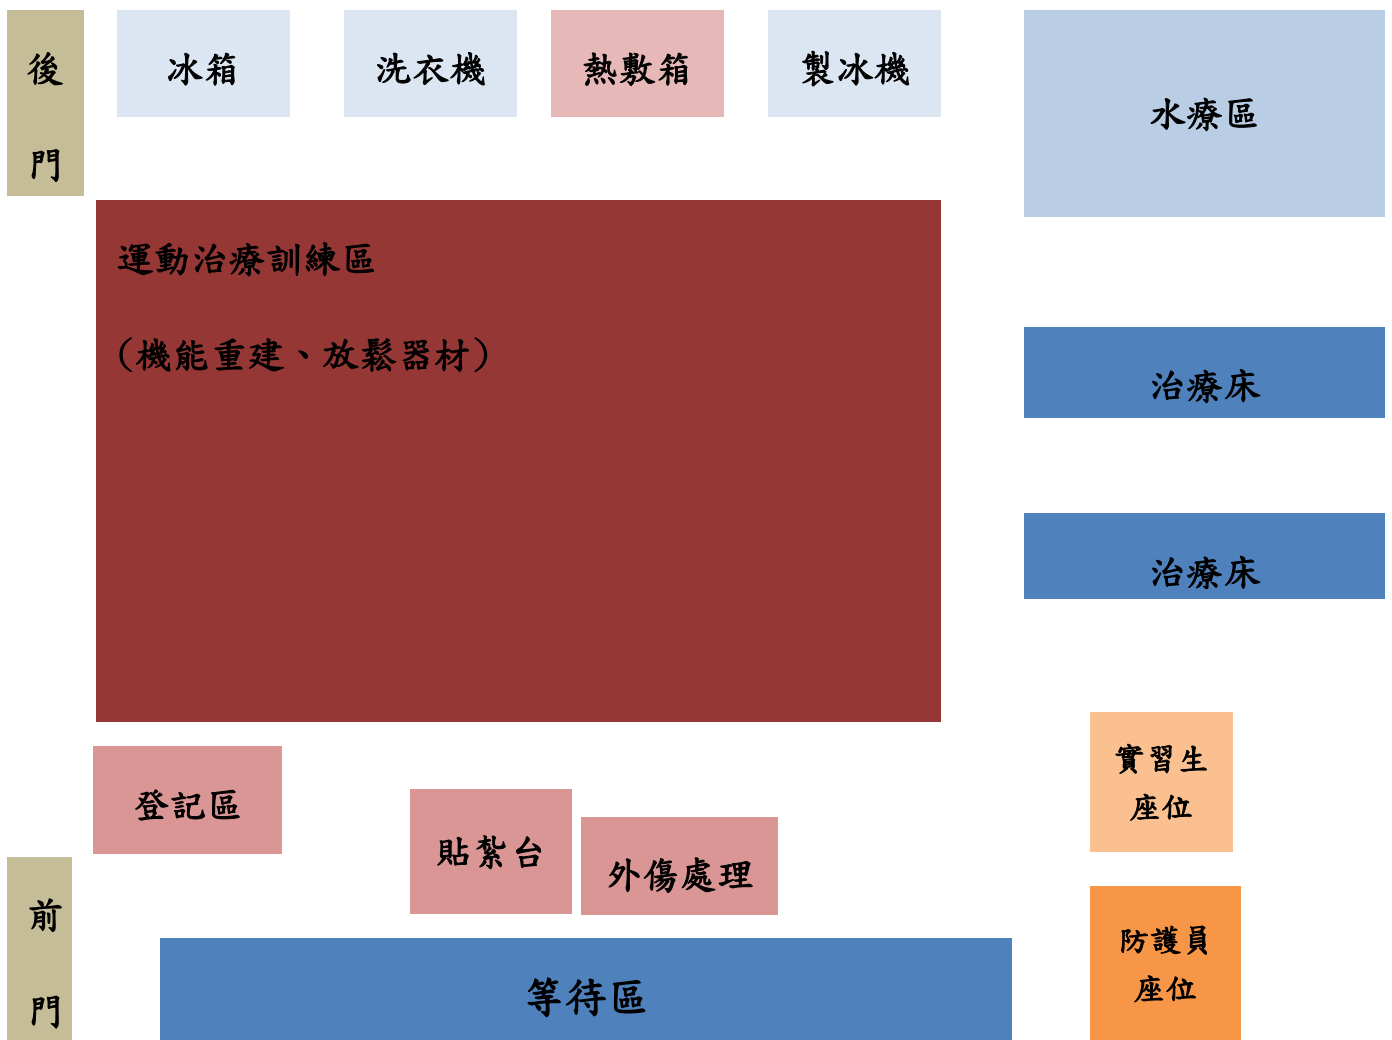 後
門
冰箱
洗衣機
熱敷箱
製冰機
水療區
運動治療訓練區
(機能重建、放鬆器材)
治療床
治療床
登記區
貼紮台
外傷處理
實習生
座位
前
門
等待區
防護員
座位